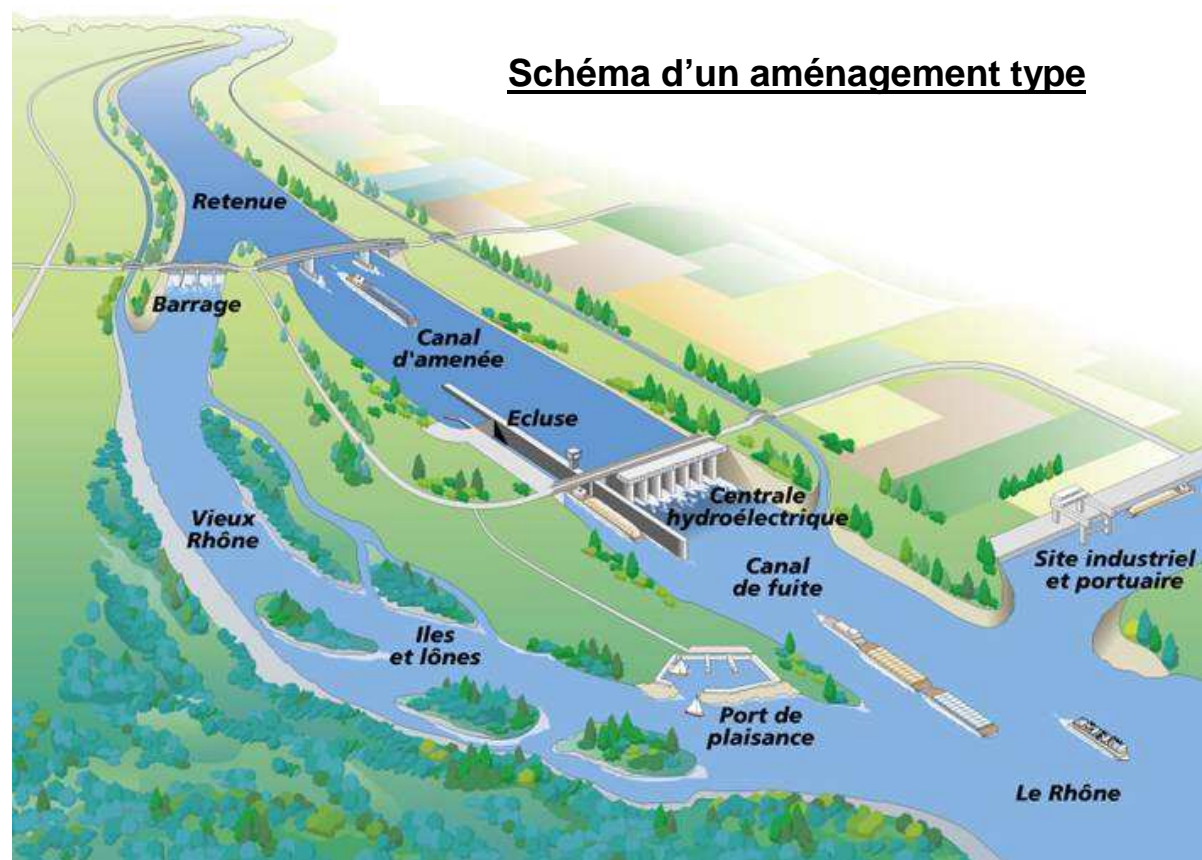 Schéma d'un aménagement type
Retenue
Barrage
Canal
d'amenée
Ecluse
Centrale
hydroélectrique
Vieux
Rhône
Canal
de fuite
Site industriel
et portuaire
Iles
et lônes
Port de
plaisance
Le Rhône